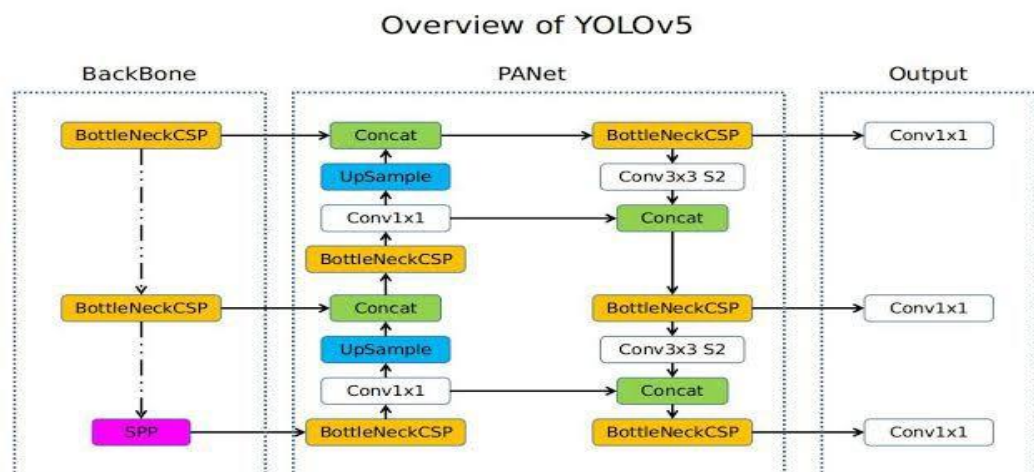 Overview of YOLOv5
BackBone
PANet
Output
BottleNeckCSP
Concat
BottleNeckCSP
Conv1x1
UpSample
Conv3x3 S2
Conv1x1
Concat
BottleNeckCSP
BottleNeckCSP
Concat
BottleNeckCSP
Conv1x1
UpSample
Conv3x3 S2
Conv1x1
Concat
SPP
BottleNeckCSP
BottleNeckCSP
Conv1x1